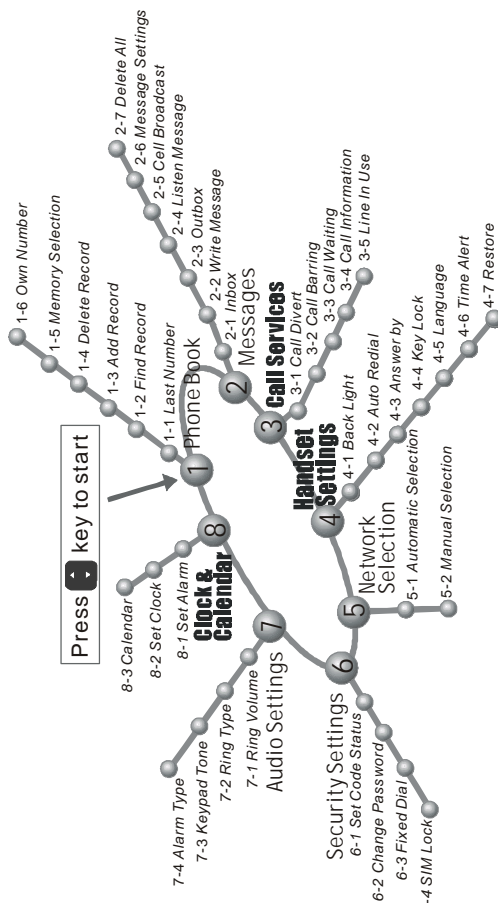 Press key to start
1
Phone Book
1-1 Last Number
1-2 Find Record
1-3 Add Record
1-4 Delete Record
1-5 Memory Selection
1-6 Own Number
2
Messages
2-1 Inbox
2-2 Write Message
2-3 Outbox
2-4 Listen Message
2-5 Cell Broadcast
2-6 Message Settings
2-7 Delete All
3
Call Services
3-1 Call Divert
3-2 Call Barring
3-3 Call Waiting
3-4 Call Information
3-5 Line In Use
4
Handset
Settings
4-1 Back Light
4-2 Auto Redial
4-3 Answer by
4-4 Key Lock
4-5 Language
4-6 Time Alert
4-7 Restore
5
Network
Selection
5-1 Automatic Selection
5-2 Manual Selection
6
Security Settings
6-1 Set Code Status
6-2 Change Password
6-3 Fixed Dial
-4 SIM Lock
7
Audio Settings
7-1 Ring Volume
7-2 Ring Type
7-3 Keypad Tone
7-4 Alarm Type
8
Clock &
Calendar
8-1 Set Alarm
8-2 Set Clock
8-3 Calendar